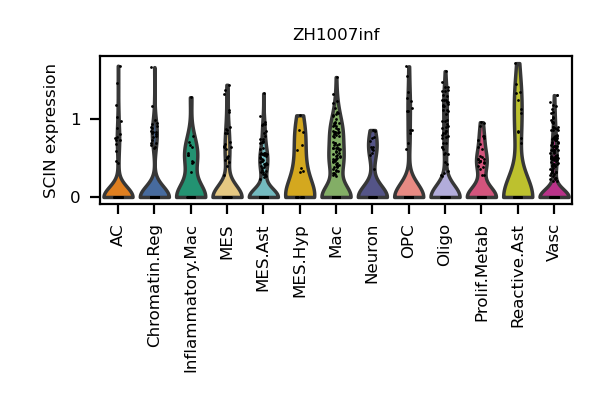 ZH1007inf
SCIN expression
1
0
AC
Chromatin.Reg
Inflammatory.Mac
MES
MES.Ast
MES.Hyp
Mac
Neuron
OPC
Oligo
Prolif.Metab
Reactive.Ast
Vasc